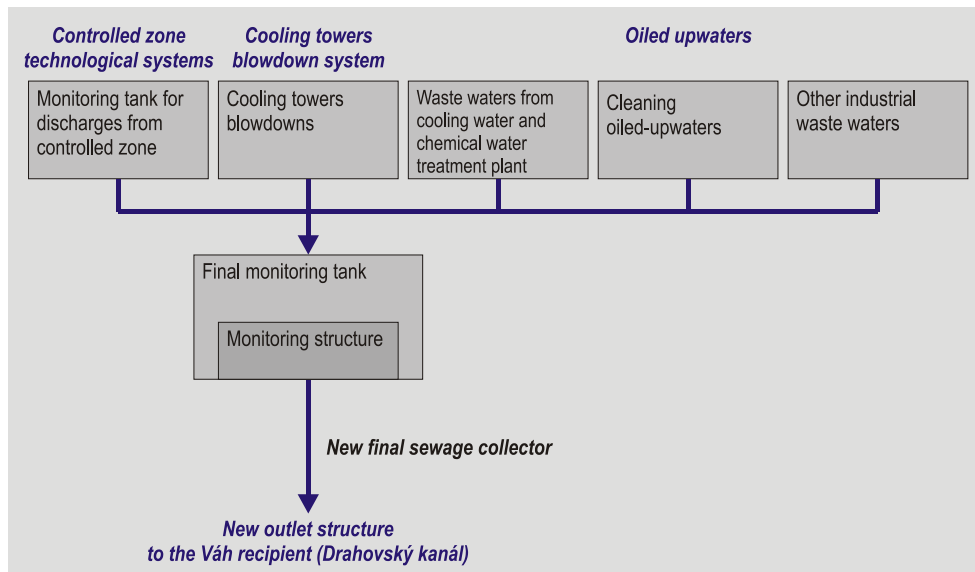 Controlled zone
technological systems
Cooling towers
blowdown system
Oiled upwaters
Monitoring tank for
discharges from
controlled zone
Cooling towers
blowdowns
Waste waters from
cooling water and
chemical water
treatment plant
Cleaning
oiled-upwaters
Other industrial
waste waters
Final monitoring tank
Monitoring structure
New final sewage collector
New outlet structure
to the Váh recipient (Drahovský kanál)